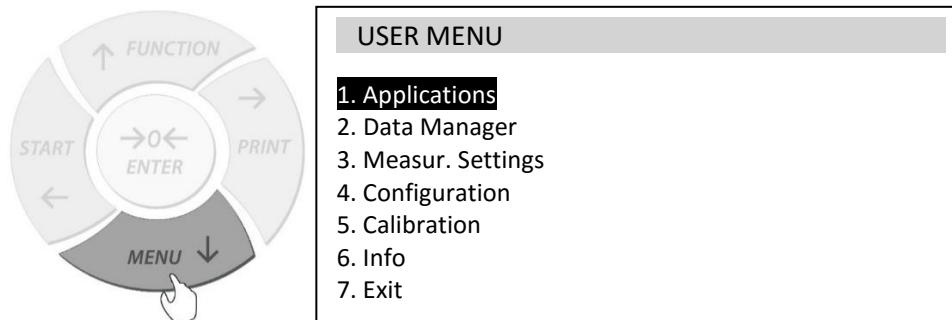 ↑ FUNCTION
START ←
→0←
ENTER
→ PRINT
MENU ↓
USER MENU
1. Applications
2. Data Manager
3. Measur. Settings
4. Configuration
5. Calibration
6. Info
7. Exit